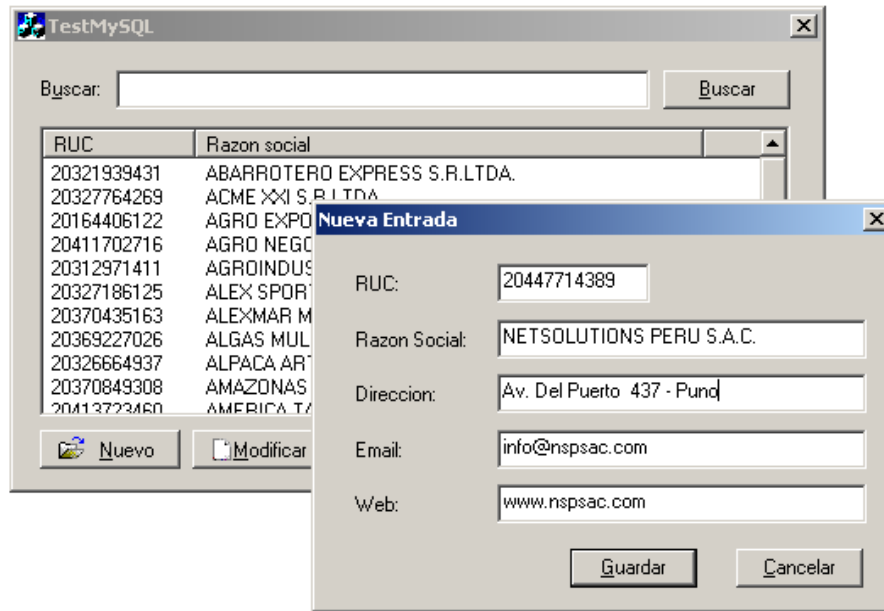 TestMySQL
Buscar:
Buscar
RUC Razon social
20321939431 ABARROTERO EXPRESS S.R.LTDA.
20327764269 ACME XXI S.R.LTDA
20164406122 AGRO EXPO
20411702716 AGRO NEGO
20312971411 AGROINDUS
20327186125 ALEX SPORT
20370435163 ALEXMAR M
20369227026 ALGAS MUL
20326664937 ALPACA ART
20370849308 AMAZONAS
20413723460 AMERICA TA
Nuevo
Modificar
Nueva Entrada
RUC: 20447714389
Razon Social: NETSOLUTIONS PERU S.A.C.
Direccion: Av. Del Puerto 437 - Puno
Email: info@nspsac.com
Web: www.nspsac.com
Guardar
Cancelar